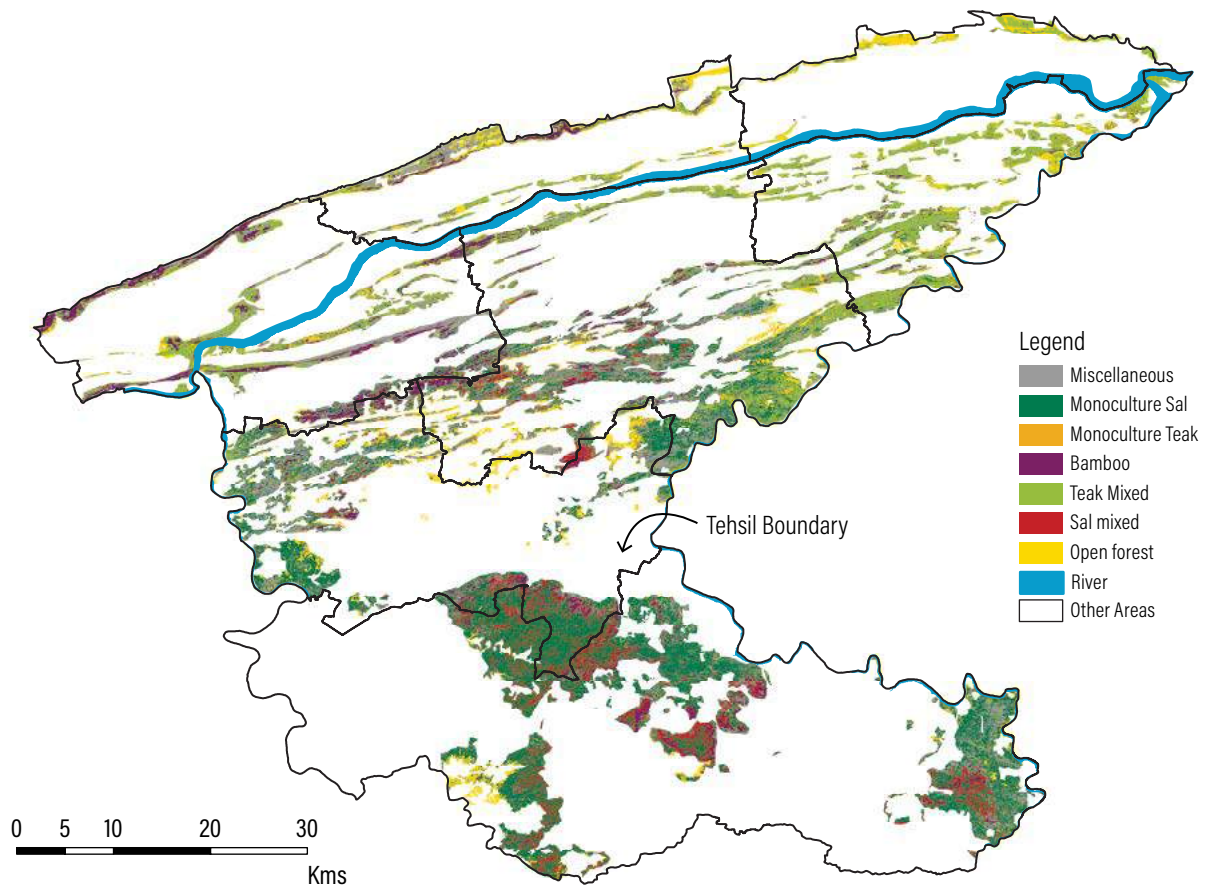 Legend
Miscellaneous
Monoculture Sal
Monoculture Teak
Bamboo
Teak Mixed
Sal mixed
Open forest
River
Other Areas
Tehsil Boundary
0 5 10 20 30
Kms